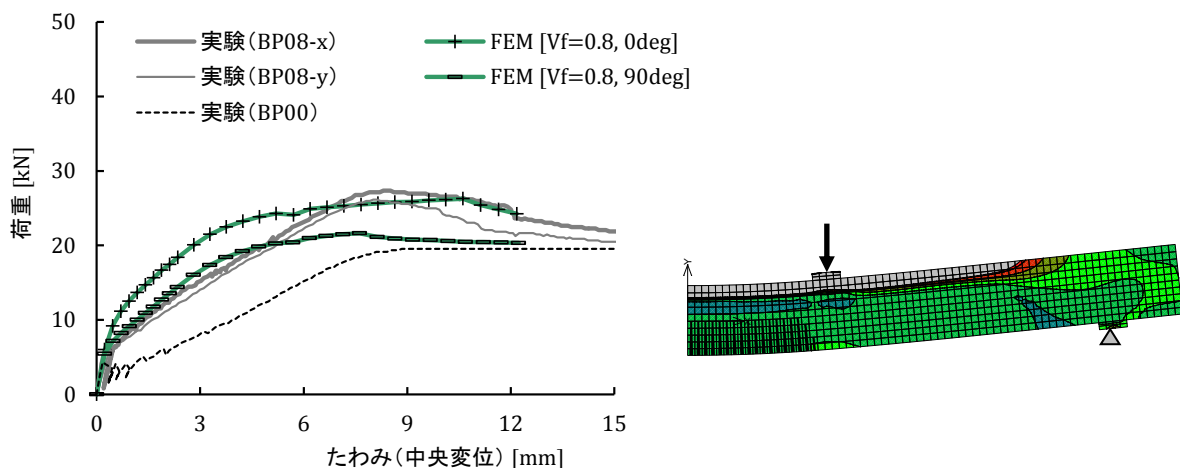 50
40
30
20
10
0
荷重 [kN]
実験(BP08-x)
実験(BP08-y)
実験(BP00)
FEM [Vf=0.8, 0deg]
FEM [Vf=0.8, 90deg]
0 3 6 9 12 15
たわみ(中央変位) [mm]
Y